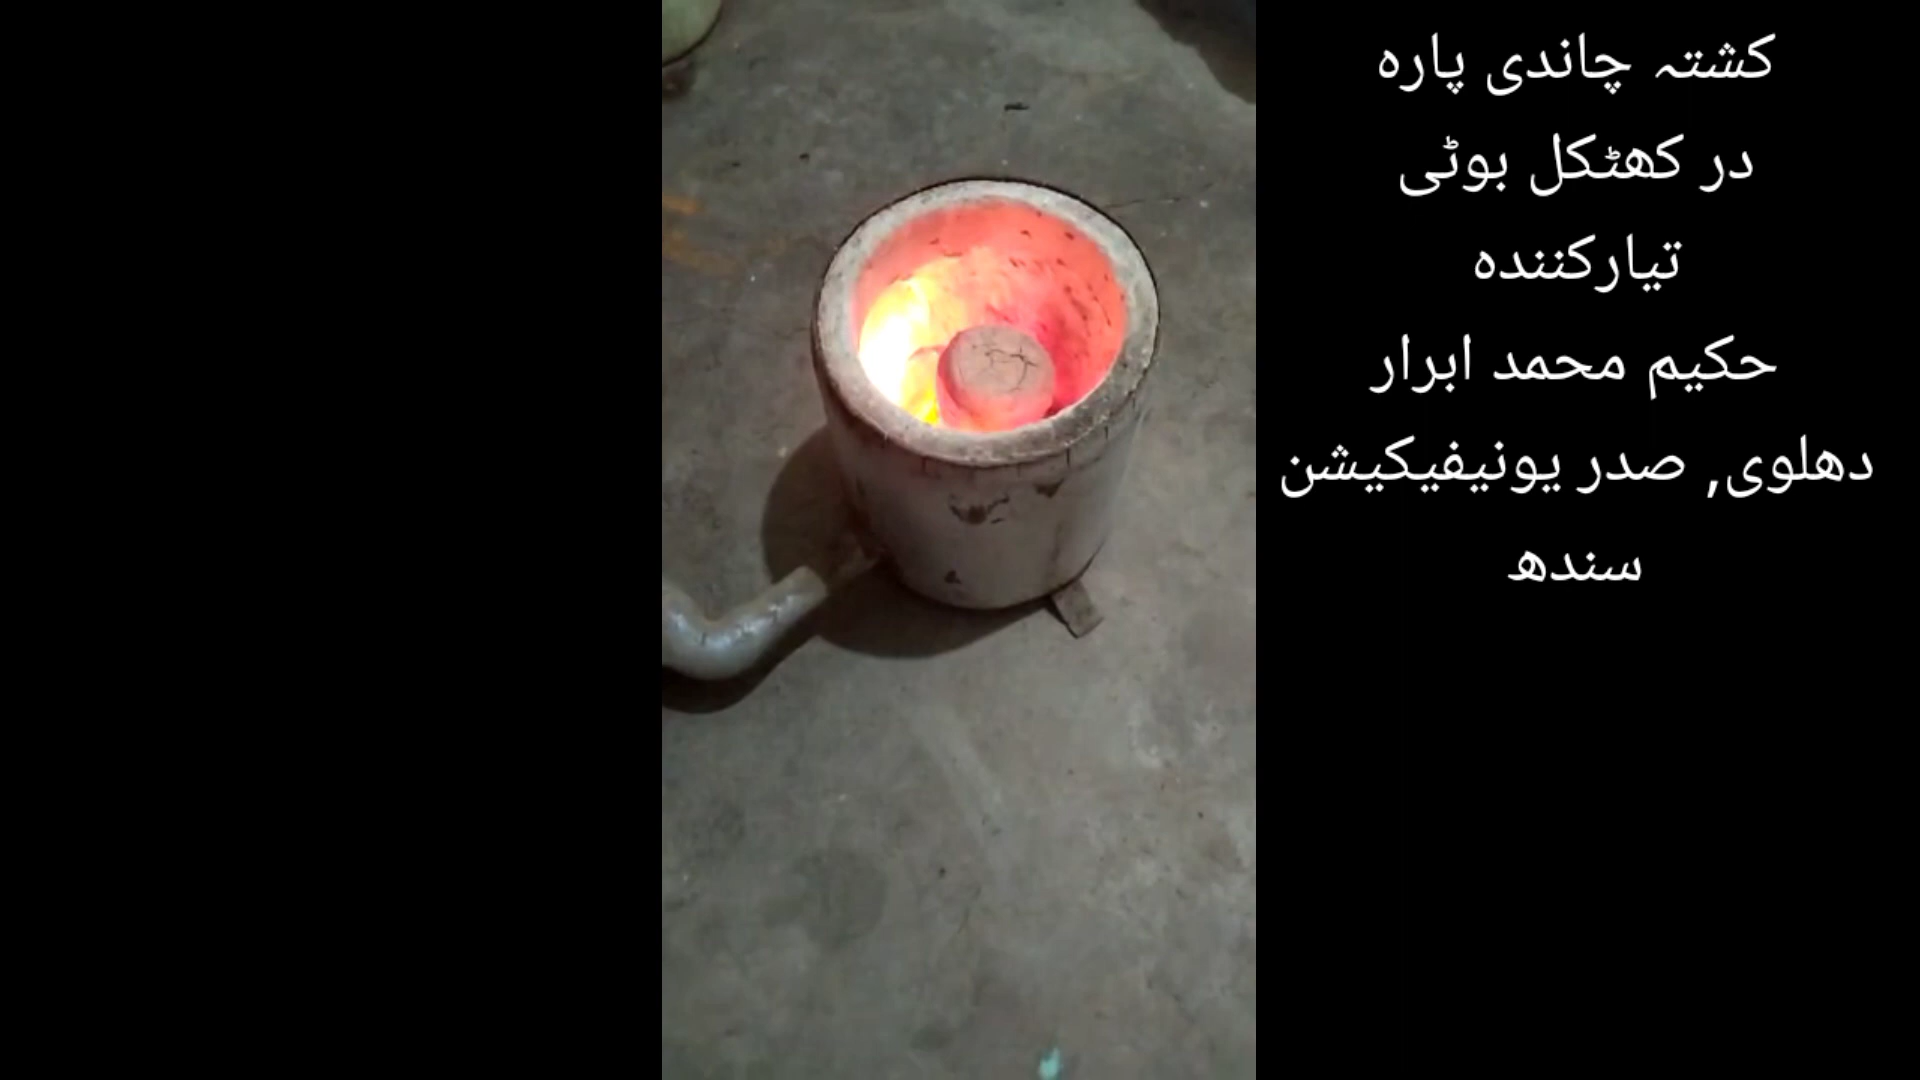 کشتہ چاندی پارہ
در کھٹکل بوٹی
تیارکنندہ
حکیم محمد ابرار
دھلوی, صدر یونیفیکیشن
سندھ